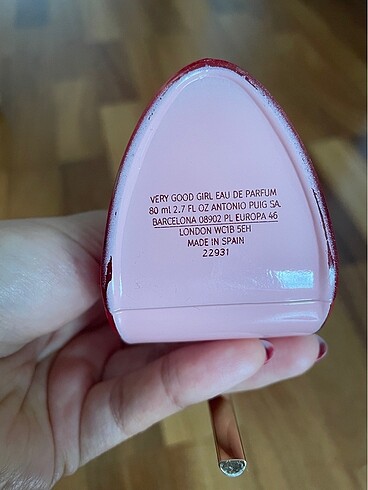 VERY GOOD GIRL EAU DE PARFUM
80 ml 2.7 FL OZ ANTONIO PUIG SA.
BARCELONA 08902 PL EUROPA 46
LONDON WC1B 5EH
MADE IN SPAIN
22931